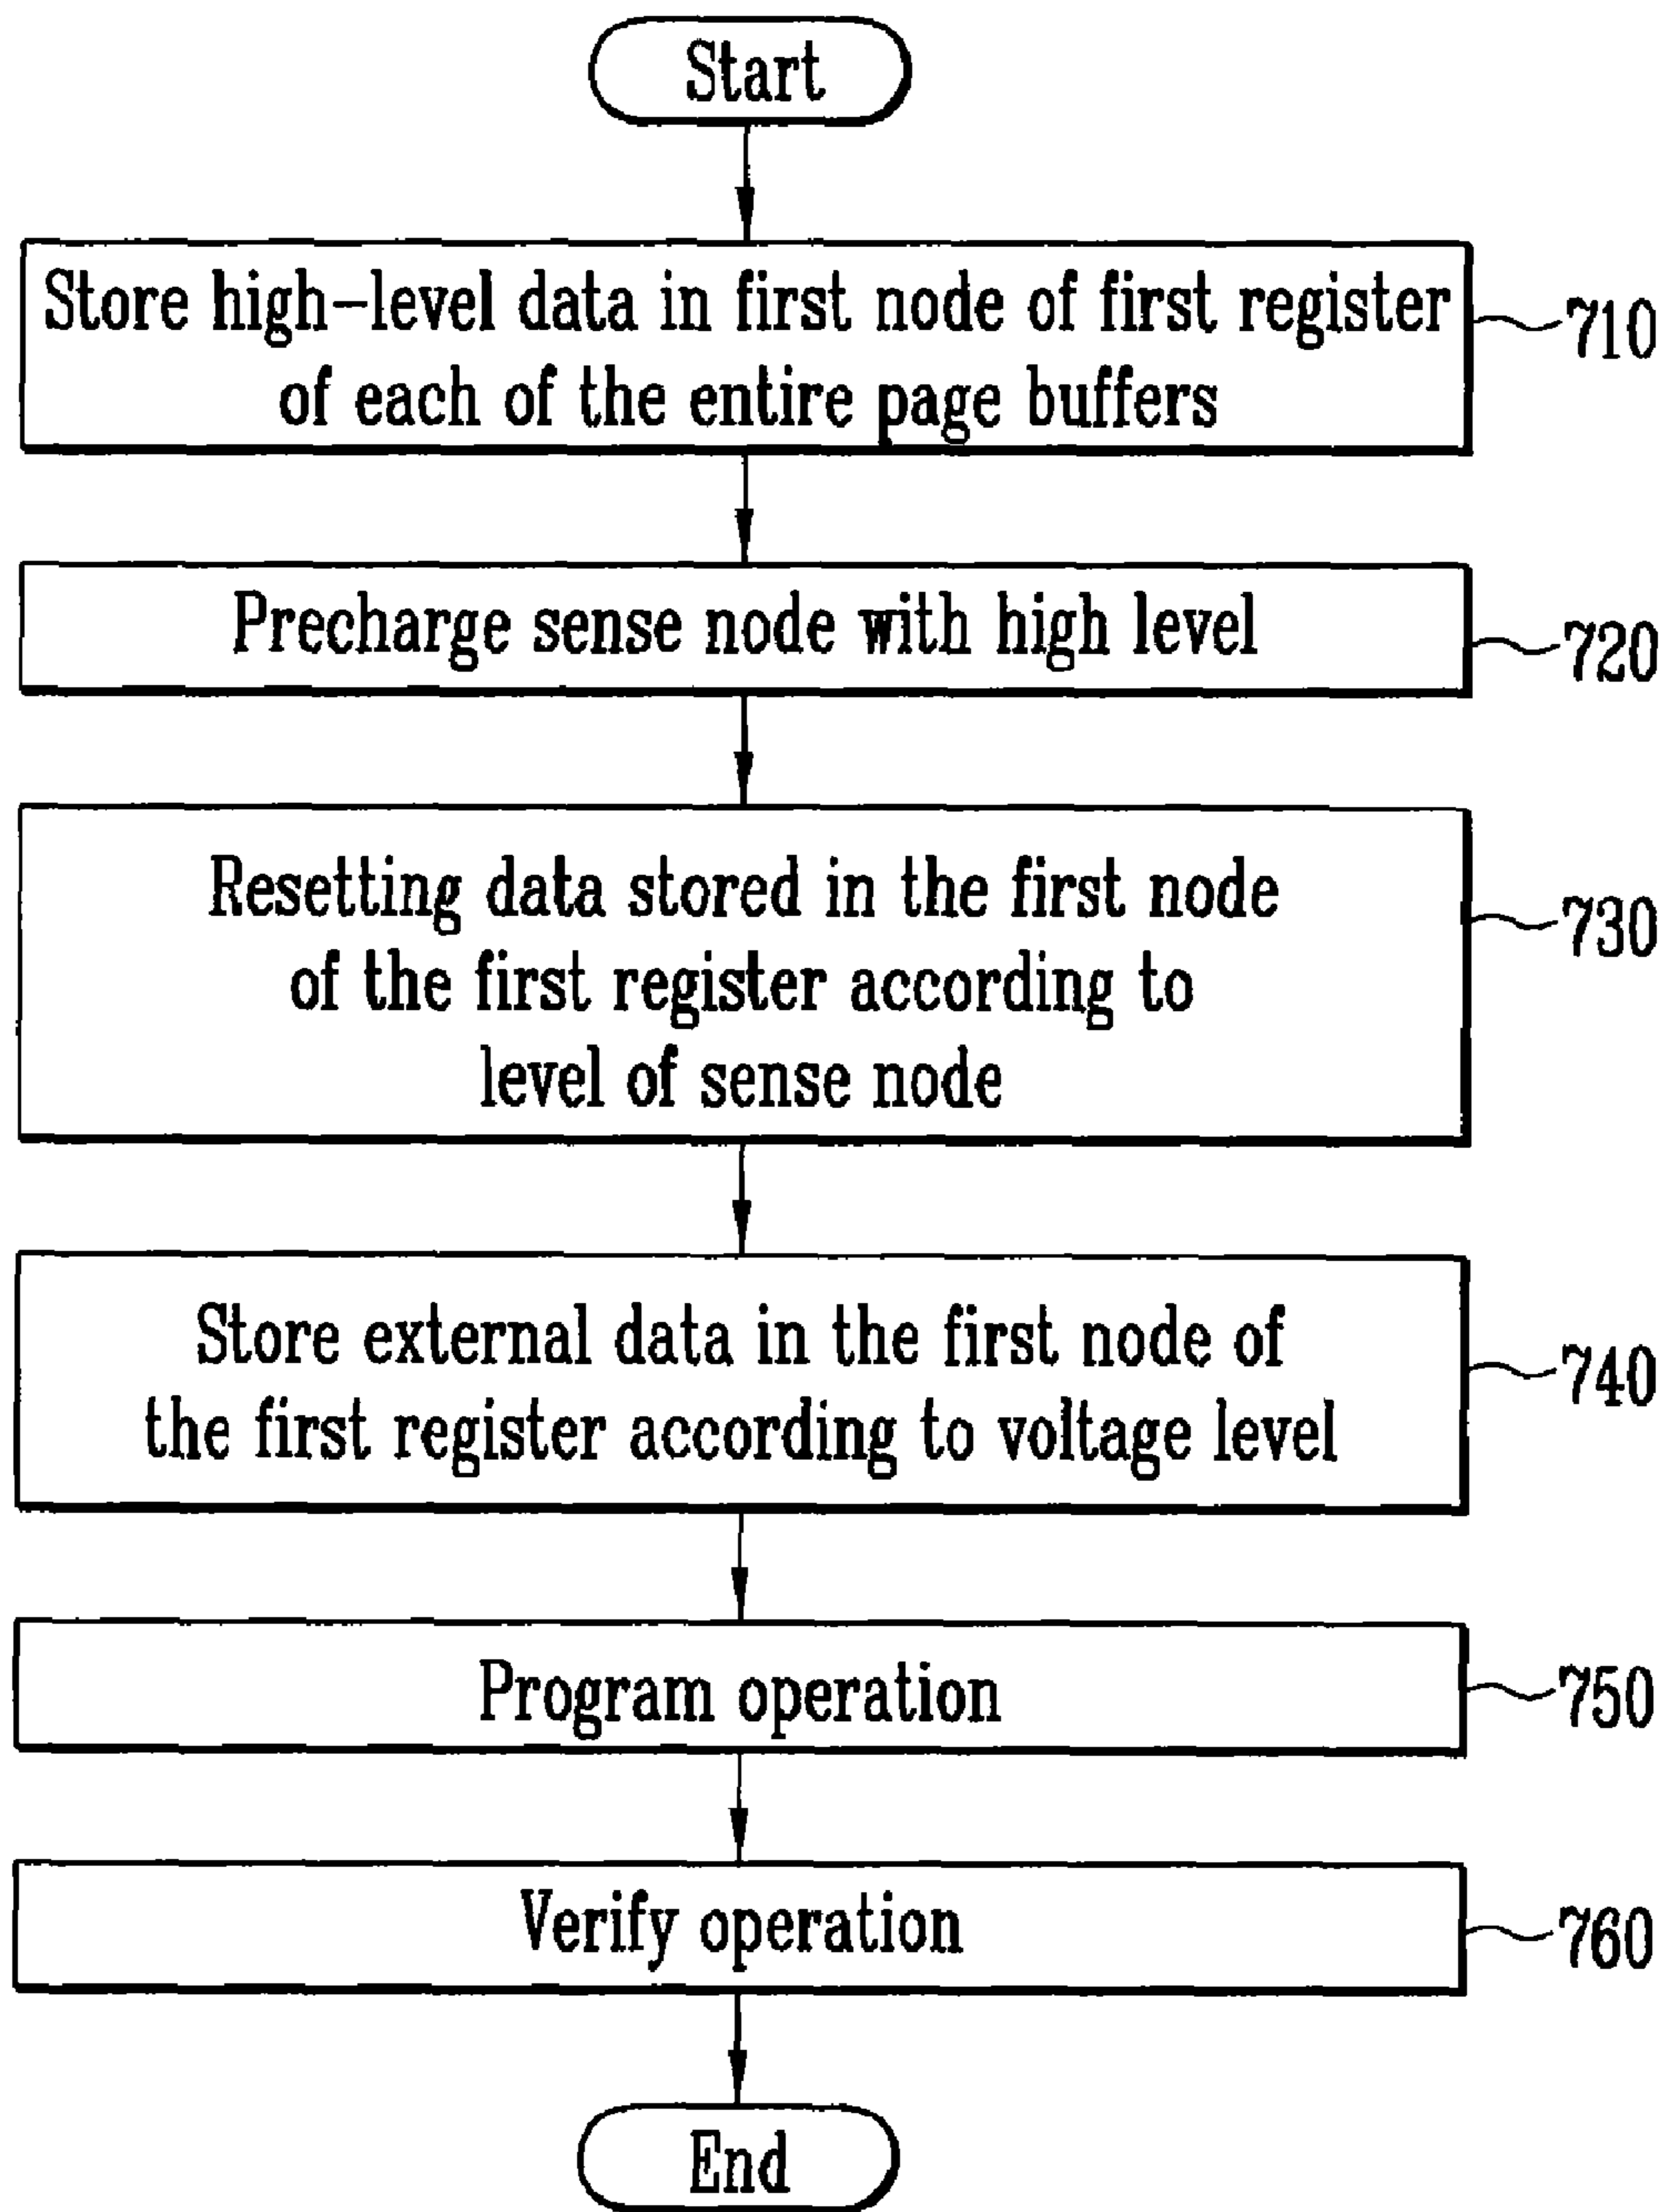 Start
Store high-level data in first node of first register
of each of the entire page buffers
710
Precharge sense node with high level
720
Resetting data stored in the first node
of the first register according to
level of sense node
730
Store external data in the first node of
the first register according to voltage level
740
Program operation
750
Verify operation
760
End